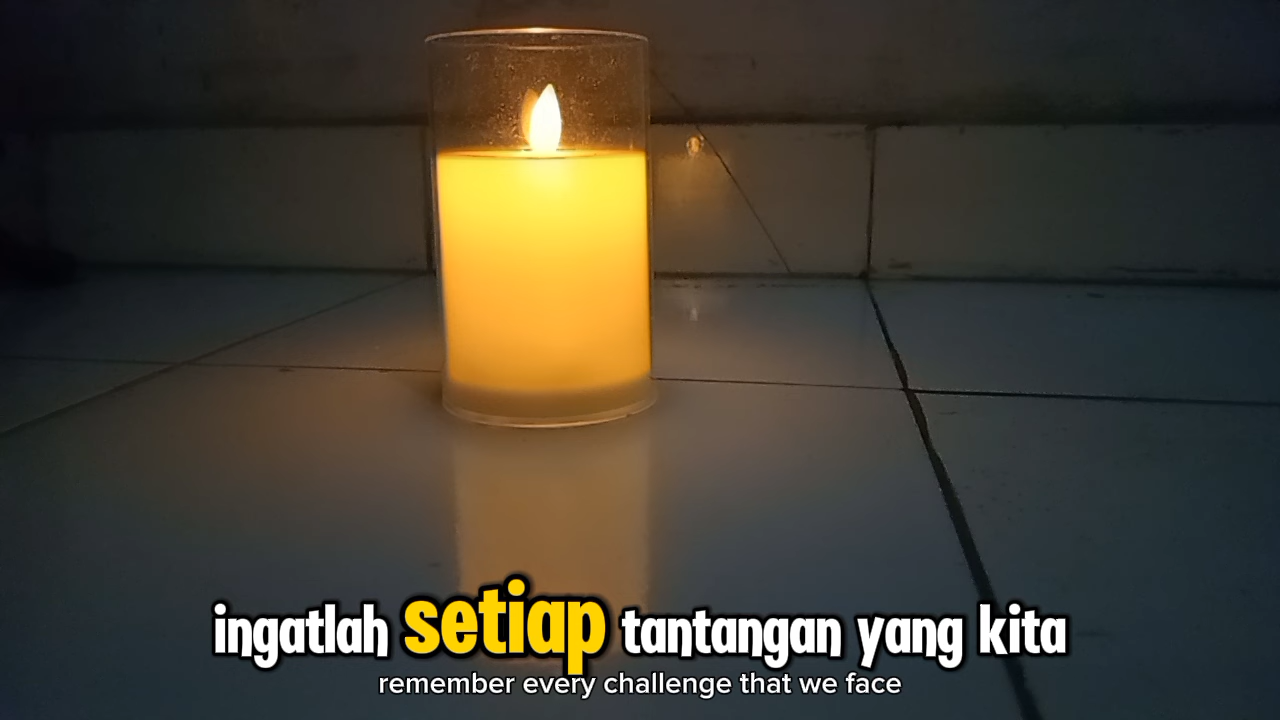 ingatlah setiap tantangan yang kita
remember every challenge that we face